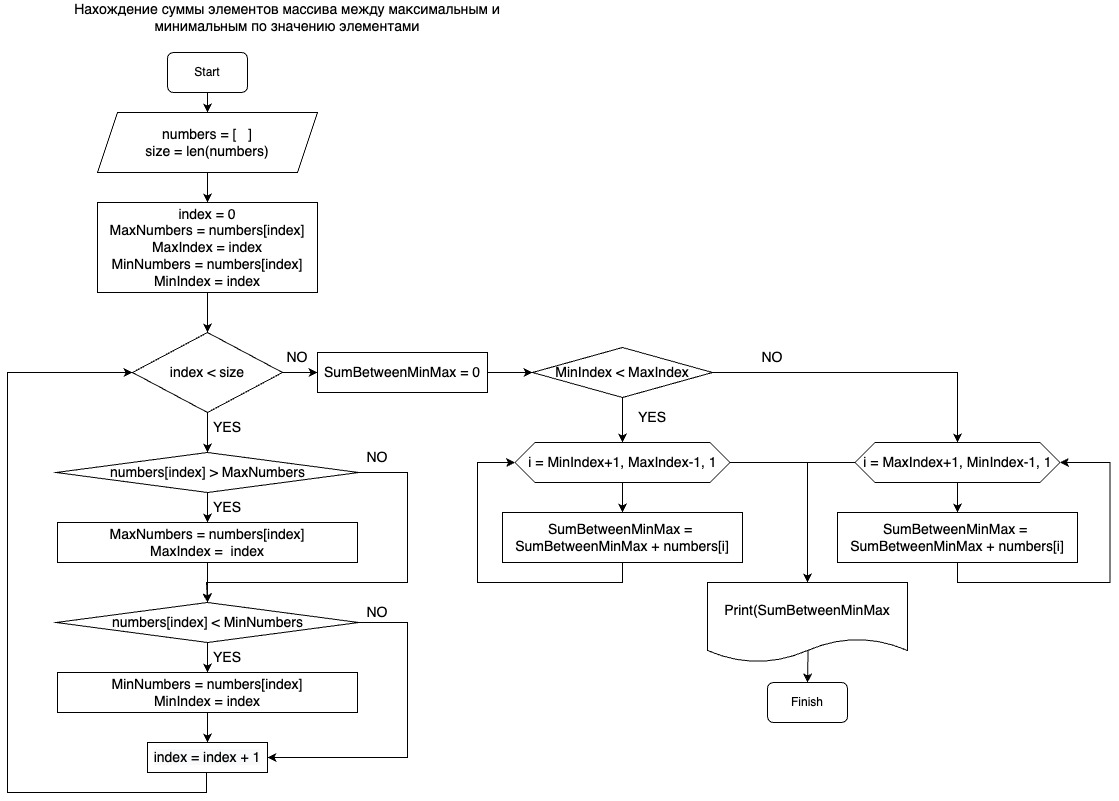 Нахождение суммы элементов массива между максимальным и
минимальным по значению элементами
Start
numbers = [   ]
size = len(numbers)
index = 0
MaxNumbers = numbers[index]
MaxIndex = index
MinNumbers = numbers[index]
MinIndex = index
index < size
NO
SumBetweenMinMax = 0
MinIndex < MaxIndex
NO
YES
YES
numbers[index] > MaxNumbers
NO
YES
MaxNumbers = numbers[index]
MaxIndex =  index
numbers[index] < MinNumbers
NO
YES
MinNumbers = numbers[index]
MinIndex = index
index = index + 1
i = MinIndex+1, MaxIndex-1, 1
SumBetweenMinMax =
SumBetweenMinMax + numbers[i]
i = MaxIndex+1, MinIndex-1, 1
SumBetweenMinMax =
SumBetweenMinMax + numbers[i]
Print(SumBetweenMinMax
Finish